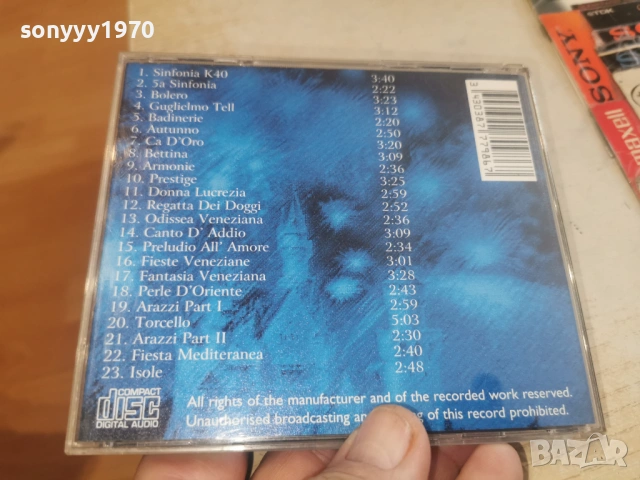 sonyyy1970
1. Sinfonia K40 3:40
2. 5a Sinfonia 2:22
3. Bolero 3:23
4. Guglielmo Tell 3:12
5. Badinerie 2:20
6. Autunno 2:50
7. Ca D'Oro 3:20
8. Bettina 3:09
9. Armonie 2:36
10. Prestige 3:25
11. Donna Lucrezia 2:59
12. Regatta Dei Doggi 2:52
13. Odissea Veneziana 2:36
14. Canto D' Addio 3:09
15. Preludio All' Amore 2:34
16. Fieste Veneziane 3:01
17. Fantasia Veneziana 3:28
18. Perle D'Oriente 2:43
19. Arazzi Part I 2:59
20. Torcello 5:03
21. Arazzi Part II 2:30
22. Fiesta Mediteranea 2:40
23. Isole 2:48
3 430387 779867
SONY
maxell
COMPACT
disc
DIGITAL AUDIO
All rights of the manufacturer and of the recorded work reserved.
Unauthorised broadcasting an of this record prohibited.
BAZAR